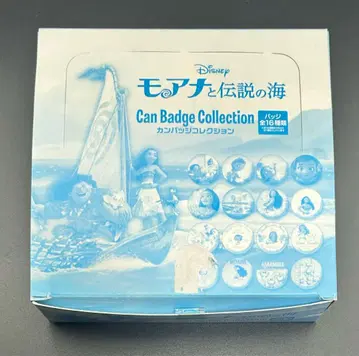 Disney
モアナと伝説の海
Can Badge Collection
カンバッジコレクション
バッジ
全16種類